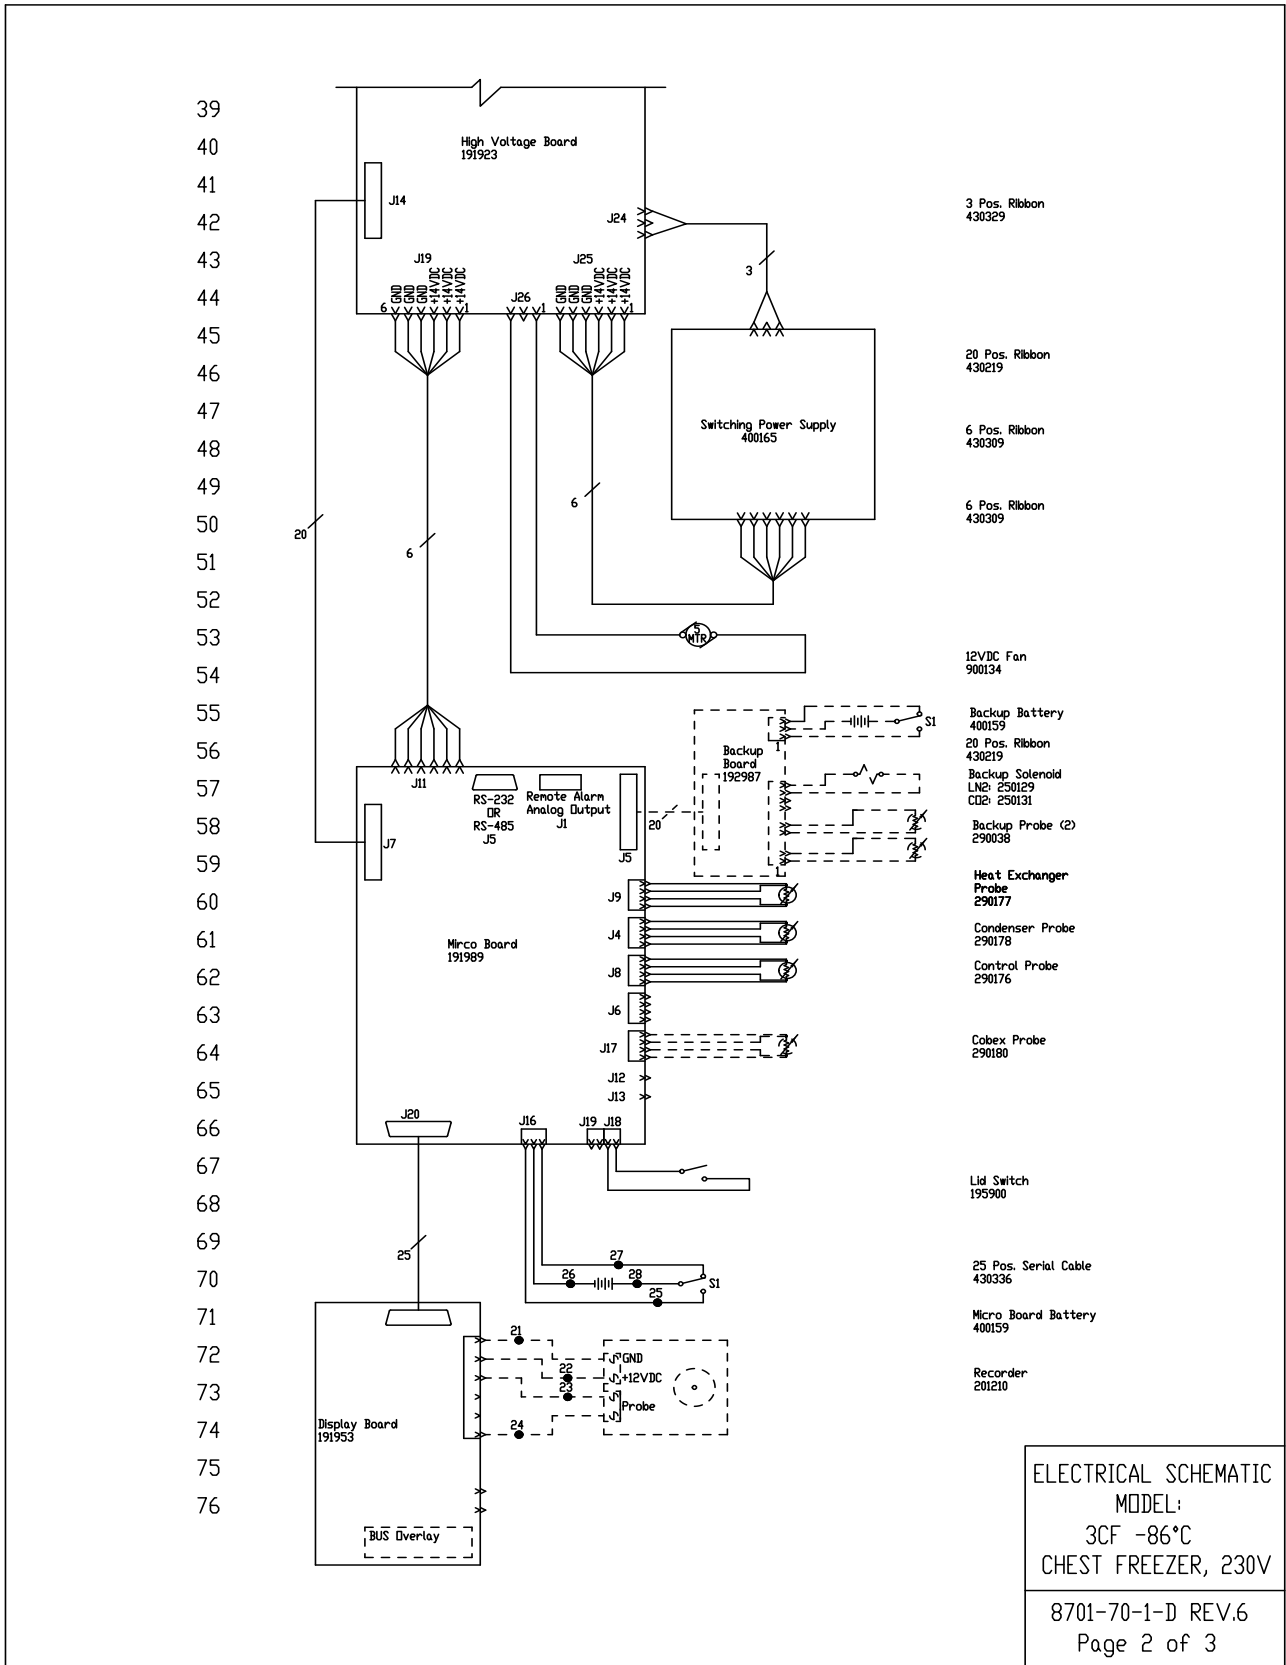 39
40
41
42
43
44
45
46
47
48
49
50
51
52
53
54
55
56
57
58
59
60
61
62
63
64
65
66
67
68
69
70
71
72
73
74
75
76
High Voltage Board
191923
J14
J24
J19
GND
GND
GND
+14VDC
+14VDC
+14VDC
6
1
J26
1
J25
GND
GND
GND
+14VDC
+14VDC
+14VDC
1
3
Switching Power Supply
400165
20
6
6
5
MTR
Backup
Board
192987
1
1
S1
J11
RS-232
OR
RS-485
J5
Remote Alarm
Analog Output
J1
J5
20
J7
Mirco Board
191989
J9
J4
J8
J6
J17
J12
J13
J20
J16
J19
J18
25
27
26
28
S1
25
21
22
23
24
GND
+12VDC
Probe
Display Board
191953
BUS Overlay
3 Pos. Ribbon
430329
20 Pos. Ribbon
430219
6 Pos. Ribbon
430309
6 Pos. Ribbon
430309
12VDC Fan
900134
Backup Battery
400159
20 Pos. Ribbon
430219
Backup Solenoid
LN2: 250129
CO2: 250131
Backup Probe (2)
290038
Heat Exchanger
Probe
290177
Condenser Probe
290178
Control Probe
290176
Cobex Probe
290180
Lid Switch
195900
25 Pos. Serial Cable
430336
Micro Board Battery
400159
Recorder
201210
ELECTRICAL SCHEMATIC
MODEL:
3CF -86°C
CHEST FREEZER, 230V
8701-70-1-D REV.6
Page 2 of 3